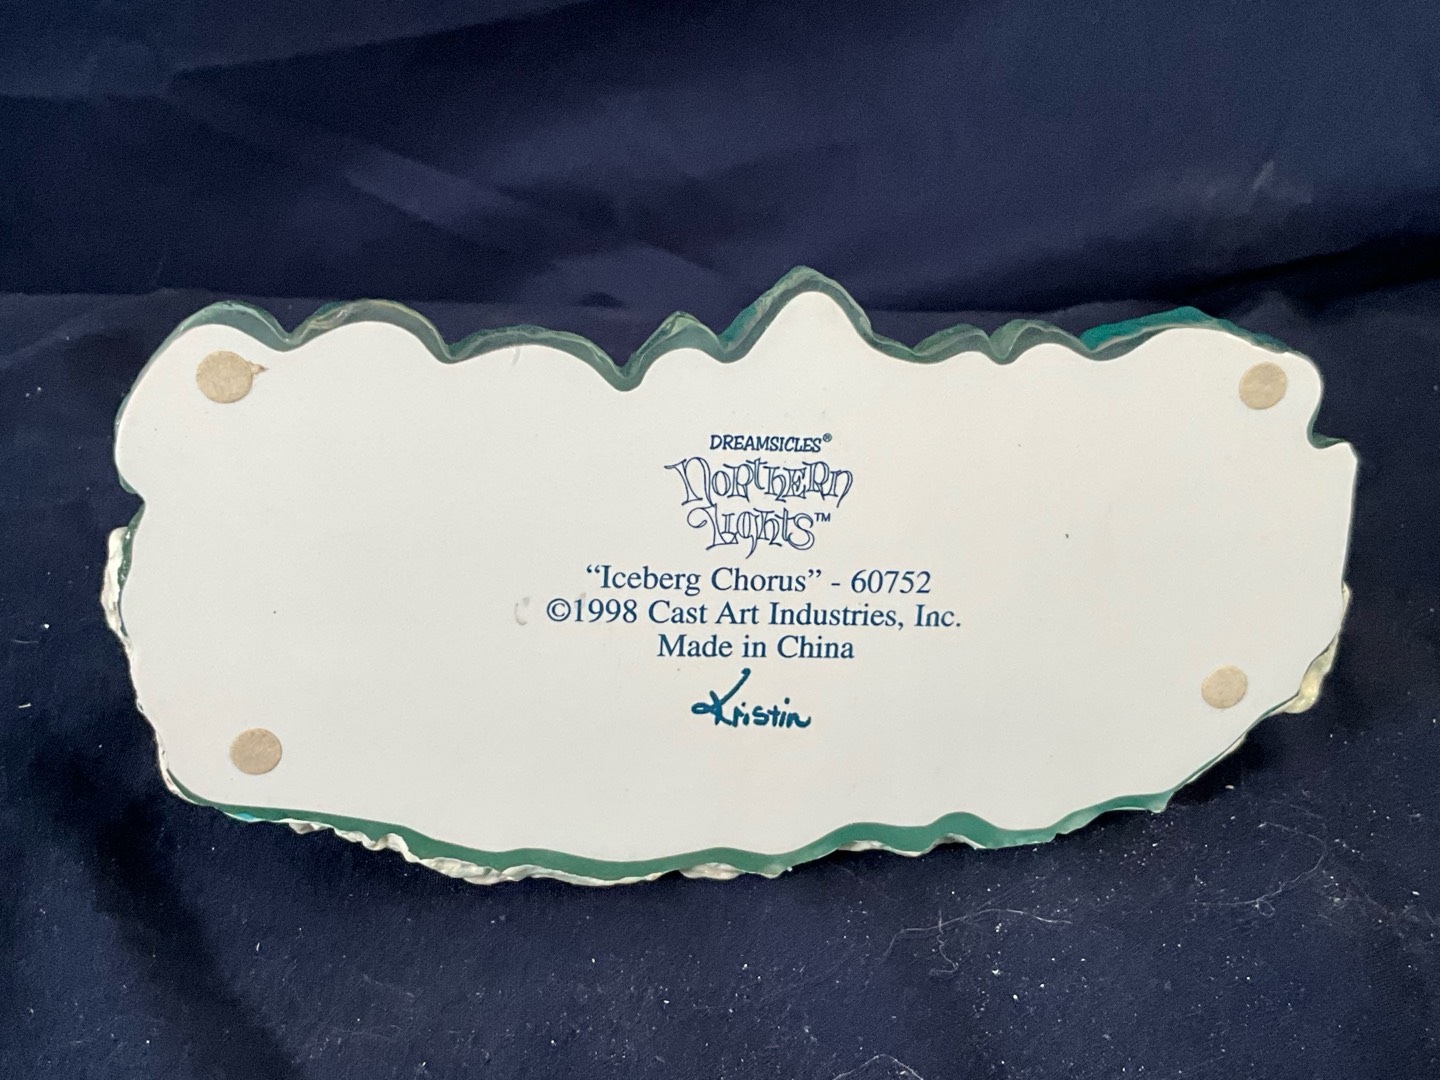 DREAMSICLES®
Northern
Lights™
“Iceberg Chorus” - 60752
©1998 Cast Art Industries, Inc.
Made in China
Kristin